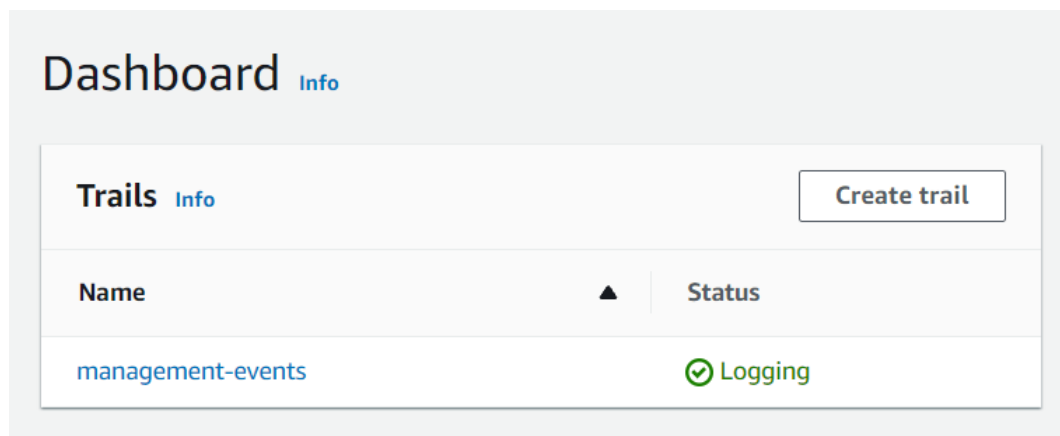 Dashboard Info
Trails Info
Create trail
Name
Status
management-events
Logging